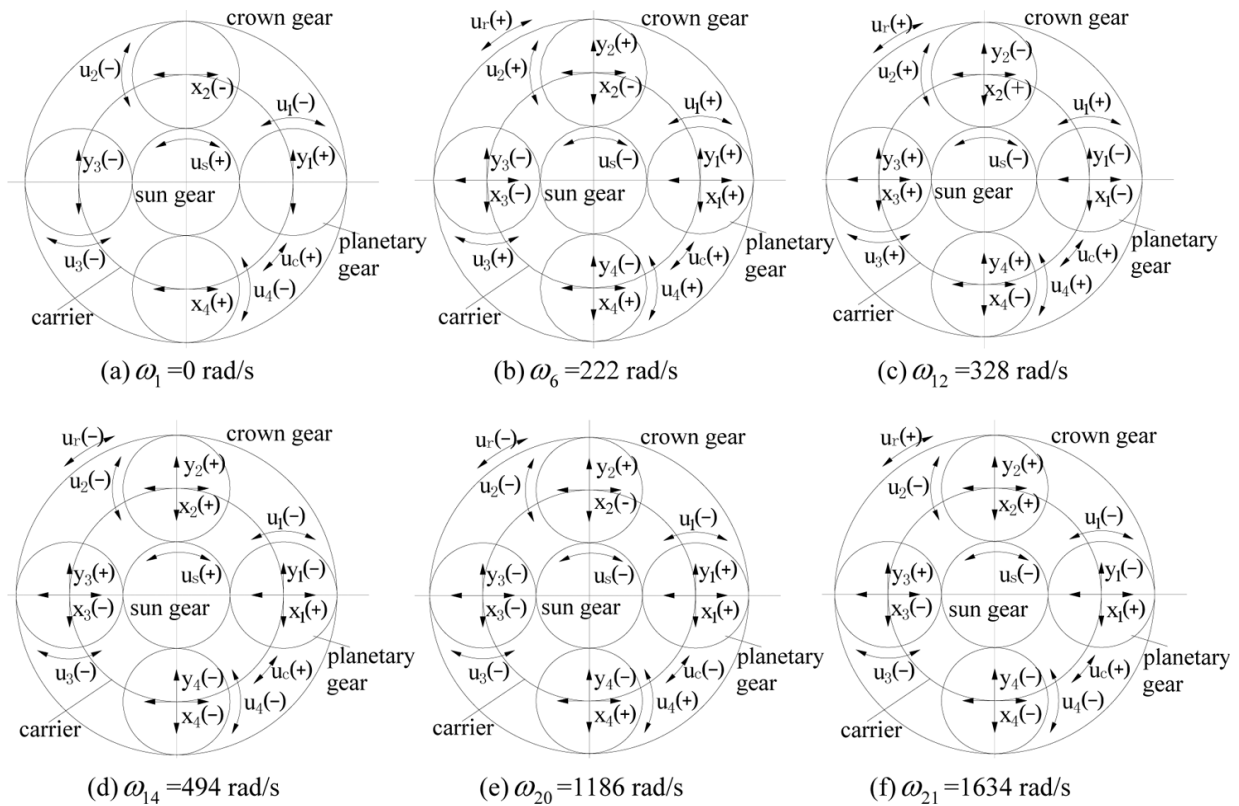 crown gear
u₂(−)
x₂(−)
u₁(−)
y₃(−)
uₛ(+)
y₁(+)
sun gear
planetary
gear
u₃(−)
u_c(+)
u₄(−)
x₄(+)
carrier
(a) ω₁ =0 rad/s
uᵣ(+)
crown gear
y₂(+)
u₂(+)
x₂(−)
u₁(+)
y₃(−)
uₛ(−)
y₁(+)
x₃(−)
sun gear
x₁(+)
planetary
gear
u₃(+)
y₄(−)
u_c(+)
u₄(+)
x₄(+)
carrier
(b) ω₆ =222 rad/s
uᵣ(+)
crown gear
y₂(−)
u₂(+)
x₂(+)
u₁(+)
y₃(+)
uₛ(−)
y₁(−)
x₃(+)
sun gear
x₁(−)
planetary
gear
u₃(+)
y₄(+)
u_c(+)
u₄(+)
x₄(−)
carrier
(c) ω₁₂ =328 rad/s
uᵣ(−)
crown gear
y₂(+)
u₂(−)
x₂(+)
u₁(−)
y₃(+)
uₛ(+)
y₁(−)
x₃(−)
sun gear
x₁(+)
planetary
gear
u₃(−)
y₄(−)
u_c(+)
u₄(−)
x₄(−)
carrier
(d) ω₁₄ =494 rad/s
uᵣ(−)
crown gear
y₂(+)
u₂(−)
x₂(−)
u₁(−)
y₃(−)
uₛ(−)
y₁(+)
x₃(−)
sun gear
x₁(+)
planetary
gear
u₃(−)
y₄(−)
u_c(−)
u₄(+)
x₄(+)
carrier
(e) ω₂₀ =1186 rad/s
uᵣ(+)
crown gear
y₂(+)
u₂(−)
x₂(+)
u₁(−)
y₃(+)
uₛ(−)
y₁(−)
x₃(−)
sun gear
x₁(+)
planetary
gear
u₃(−)
y₄(−)
u_c(+)
u₄(−)
x₄(−)
carrier
(f) ω₂₁ =1634 rad/s